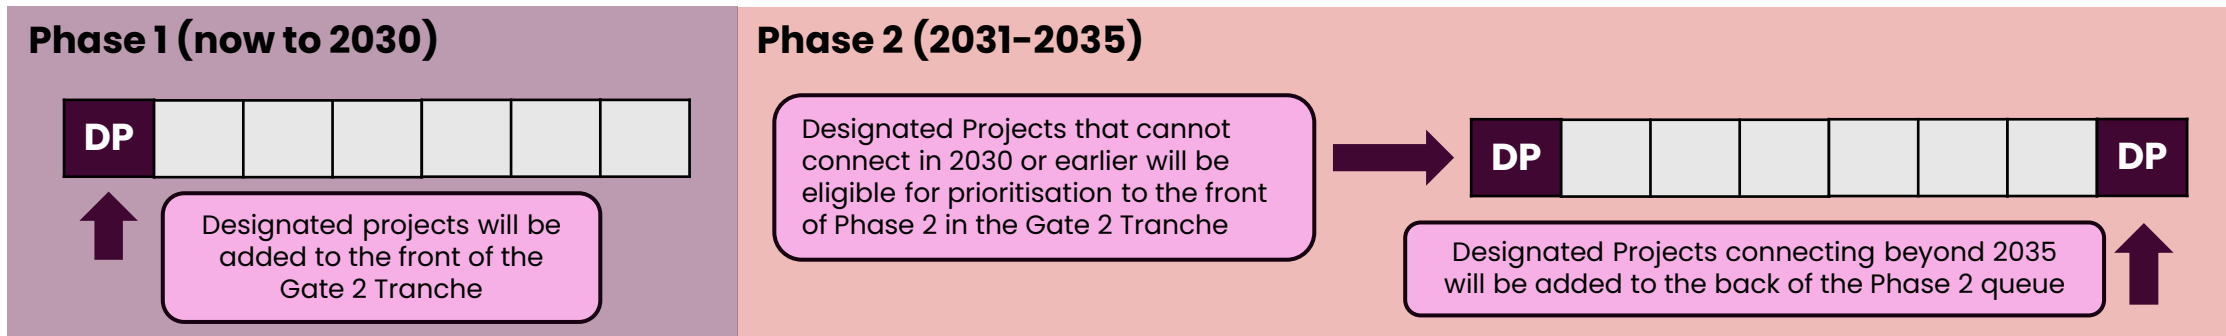 Phase 1 (now to 2030)
DP
Designated projects will be
added to the front of the
Gate 2 Tranche
Phase 2 (2031-2035)
Designated Projects that cannot
connect in 2030 or earlier will be
eligible for prioritisation to the front
of Phase 2 in the Gate 2 Tranche
DP
DP
Designated Projects connecting beyond 2035
will be added to the back of the Phase 2 queue